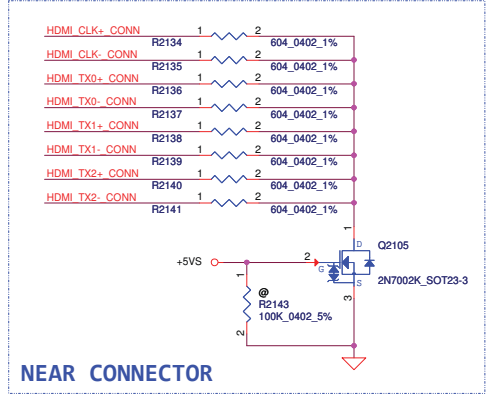 HDMI_CLK+_CONN 1 2
R2134 604_0402_1%
HDMI_CLK-_CONN 1 2
R2135 604_0402_1%
HDMI_TX0+_CONN 1 2
R2136 604_0402_1%
HDMI_TX0-_CONN 1 2
R2137 604_0402_1%
HDMI_TX1+_CONN 1 2
R2138 604_0402_1%
HDMI_TX1-_CONN 1 2
R2139 604_0402_1%
HDMI_TX2+_CONN 1 2
R2140 604_0402_1%
HDMI_TX2-_CONN 1 2
R2141 604_0402_1%
1
D Q2105
+5VS 2
G
S 2N7002K_SOT23-3
1 3
@
R2143
100K_0402_5%
2
NEAR CONNECTOR